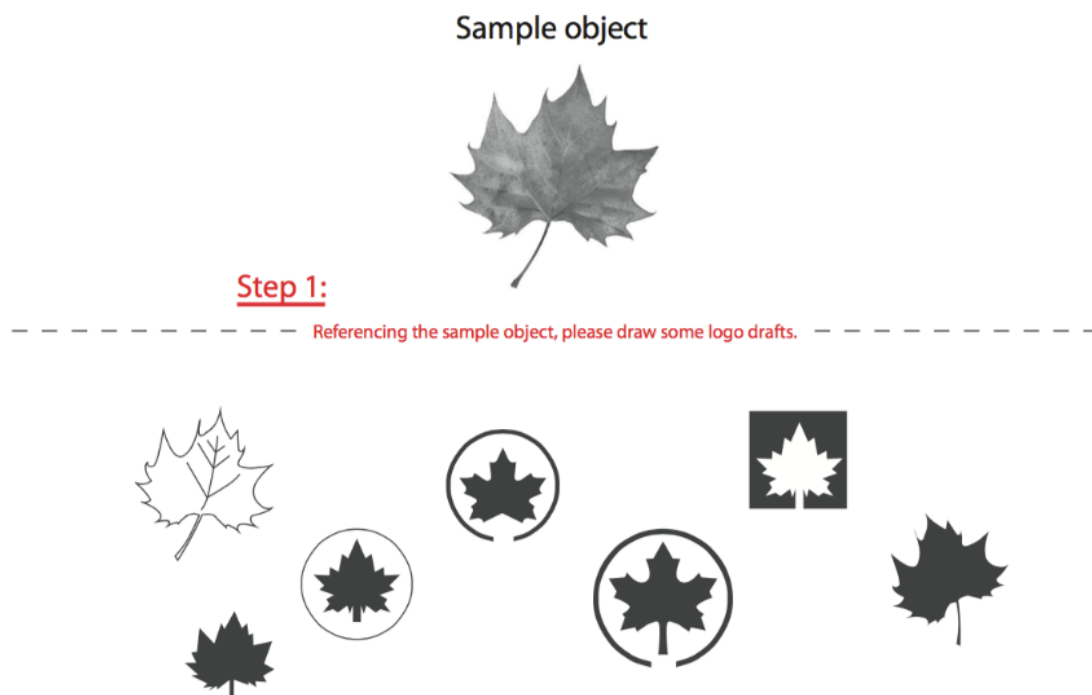 Sample object
Step 1:
Referencing the sample object, please draw some logo drafts.